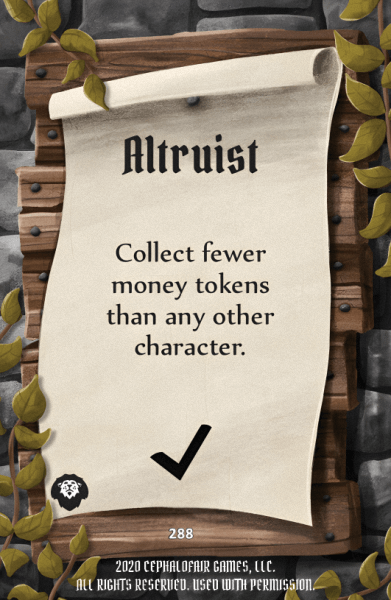 Altruist
Collect fewer
money tokens
than any other
character.
288
2020 CEPHALOFAIR GAMES, LLC.
ALL RIGHTS RESERVED. USED WITH PERMISSION.